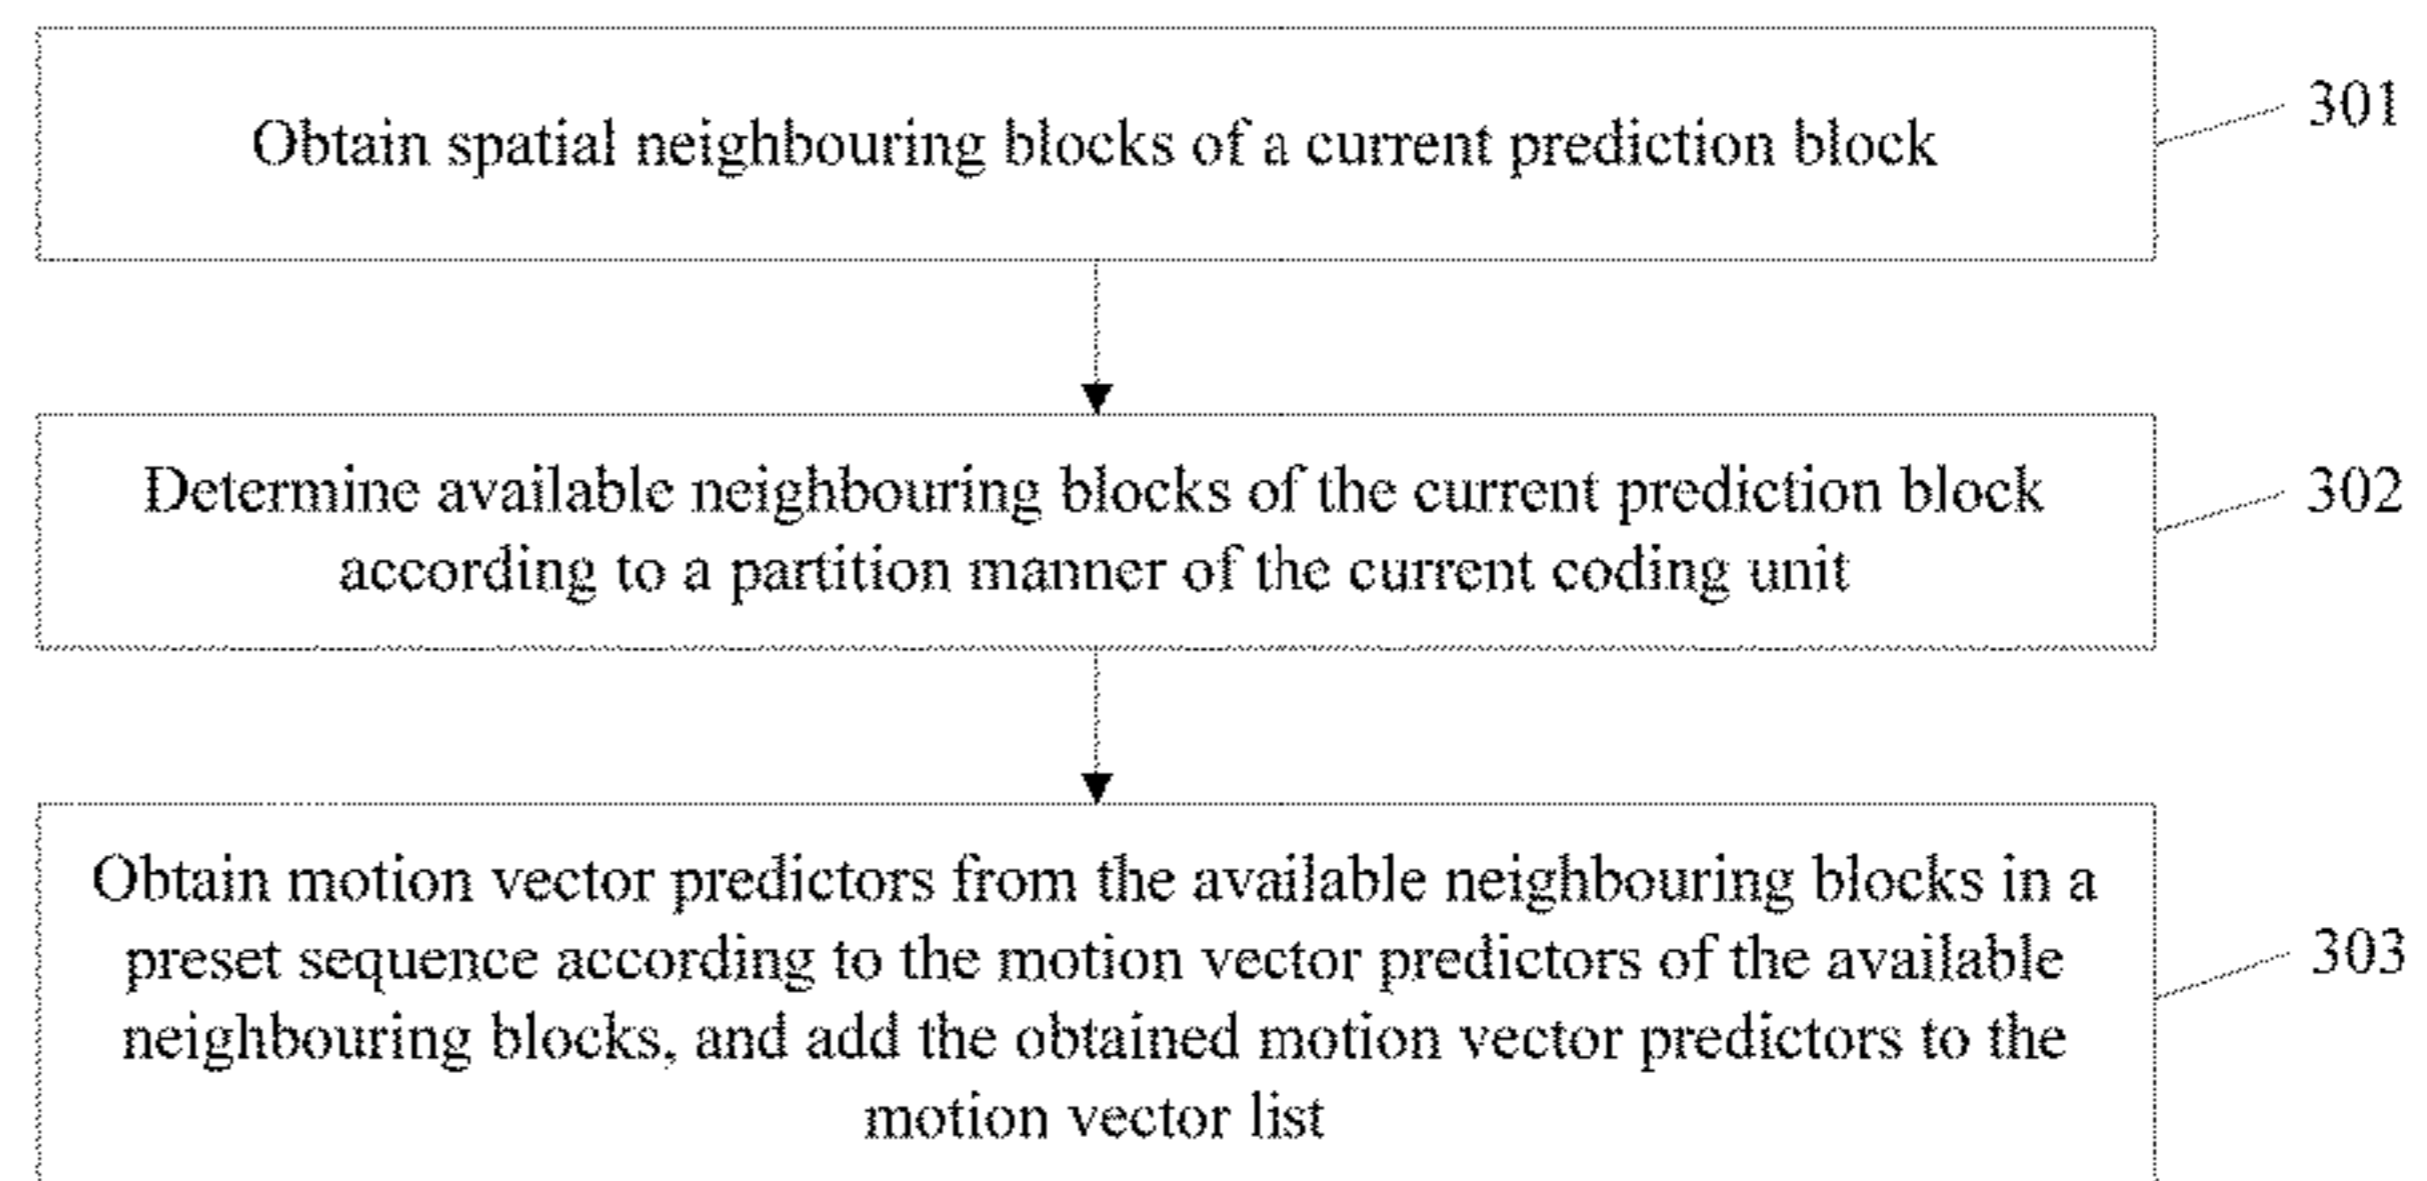 Obtain spatial neighbouring blocks of a current prediction block
301
Determine available neighbouring blocks of the current prediction block
according to a partition manner of the current coding unit
302
Obtain motion vector predictors from the available neighbouring blocks in a
preset sequence according to the motion vector predictors of the available
neighbouring blocks, and add the obtained motion vector predictors to the
motion vector list
303